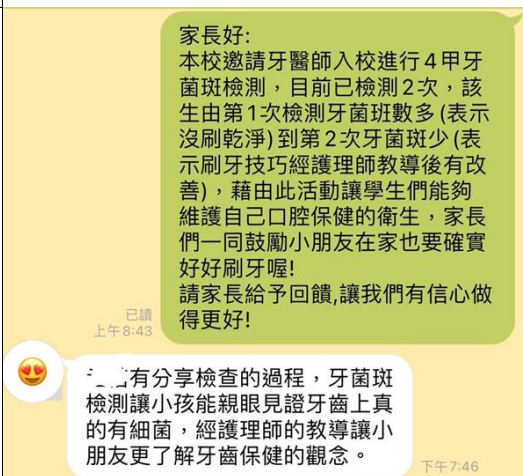 家長好:
本校邀請牙醫師入校進行4甲牙
菌斑檢測，目前已檢測2次，該
生由第1次檢測牙菌班數多(表示
沒刷乾淨)到第2次牙菌斑少(表
示刷牙技巧經護理師教導後有改
善)，藉由此活動讓學生們能夠
維護自己口腔保健的衛生，家長
們一同鼓勵小朋友在家也要確實
好好刷牙喔!
請家長給予回饋,讓我們有信心做
得更好!
已讀
上午8:43
有分享檢查的過程，牙菌斑
檢測讓小孩能親眼見證牙齒上真
的有細菌，經護理師的教導讓小
朋友更了解牙齒保健的觀念。
下午7:46